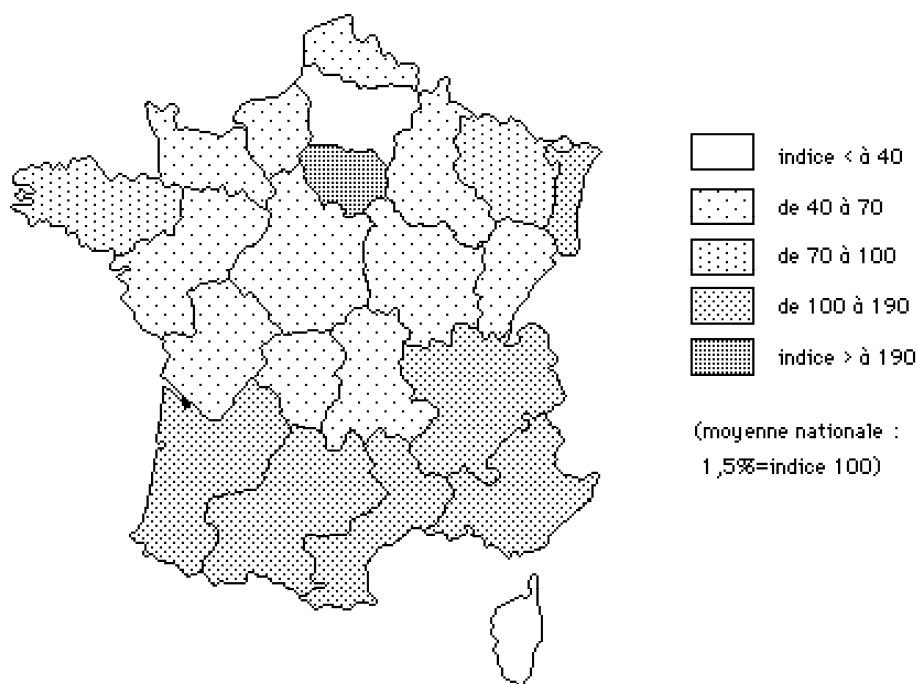 indice < à 40
de 40 à 70
de 70 à 100
de 100 à 190
indice > à 190
(moyenne nationale :
1,5%=indice 100)